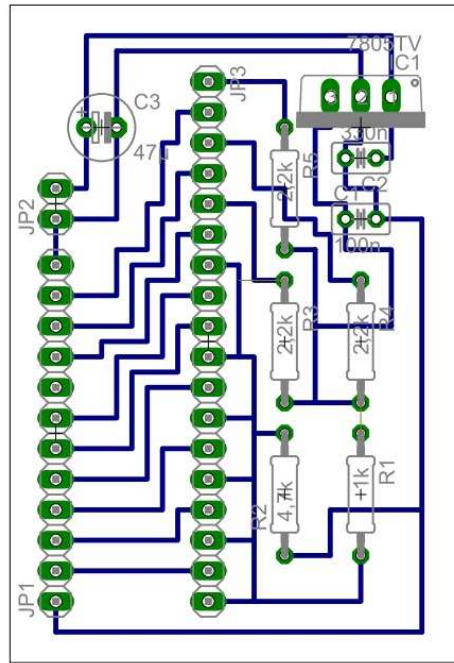 7805TV
IC1
JP3
C3
+
47µ
330n
C2
C1
100n
R5
2,2k
JP2
R3
2,2k
R4
2,2k
R2
4,7k
R1
1k
JP1